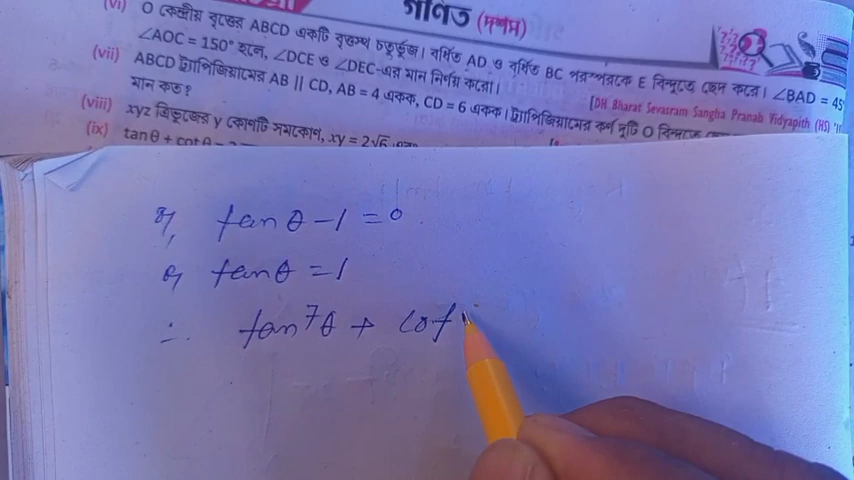 গণিত (দশম)
(vi) O কেন্দ্রীয় বৃত্তের ABCD একটি বৃত্তস্থ চতুর্ভুজ। বর্ধিত AD ও বর্ধিত BC পরস্পরকে E বিন্দুতে ছেদ করে। ∠BAD = 45°
∠AOC = 150° হলে, ∠DCE ও ∠DEC-এর মান নির্ণয় করো।
[DH Bharat Sevasram Sangha Pranab Vidyapith (HS)
(vii) ABCD ট্রাপিজিয়ামের AB || CD, AB = 4 একক, CD = 6 একক। ট্রাপিজিয়ামের কর্ণ দুটি O বিন্দুতে
মান কত?
(viii) xyz ত্রিভুজের y কোণটি সমকোণ, xy = 2√6
(ix) tanθ + cotθ =
tan θ - 1 = 0
tan θ = 1
∴ tan⁷θ + cot